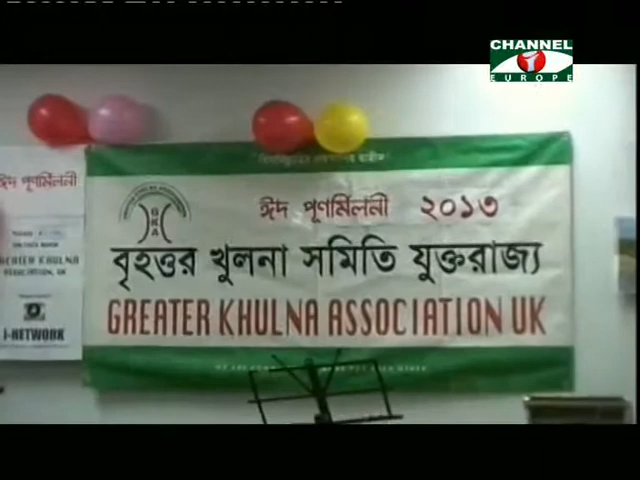 CHANNEL
i
EUROPE
ঈদ পূণর্মিলনী
ঈদ পূণর্মিলনী ২০১৩
GKA
বৃহত্তর খুলনা সমিতি যুক্তরাজ্য
GREATER KHULNA ASSOCIATION UK
GREATER KHULNA
ASSOCIATION, UK
I-NETWORK